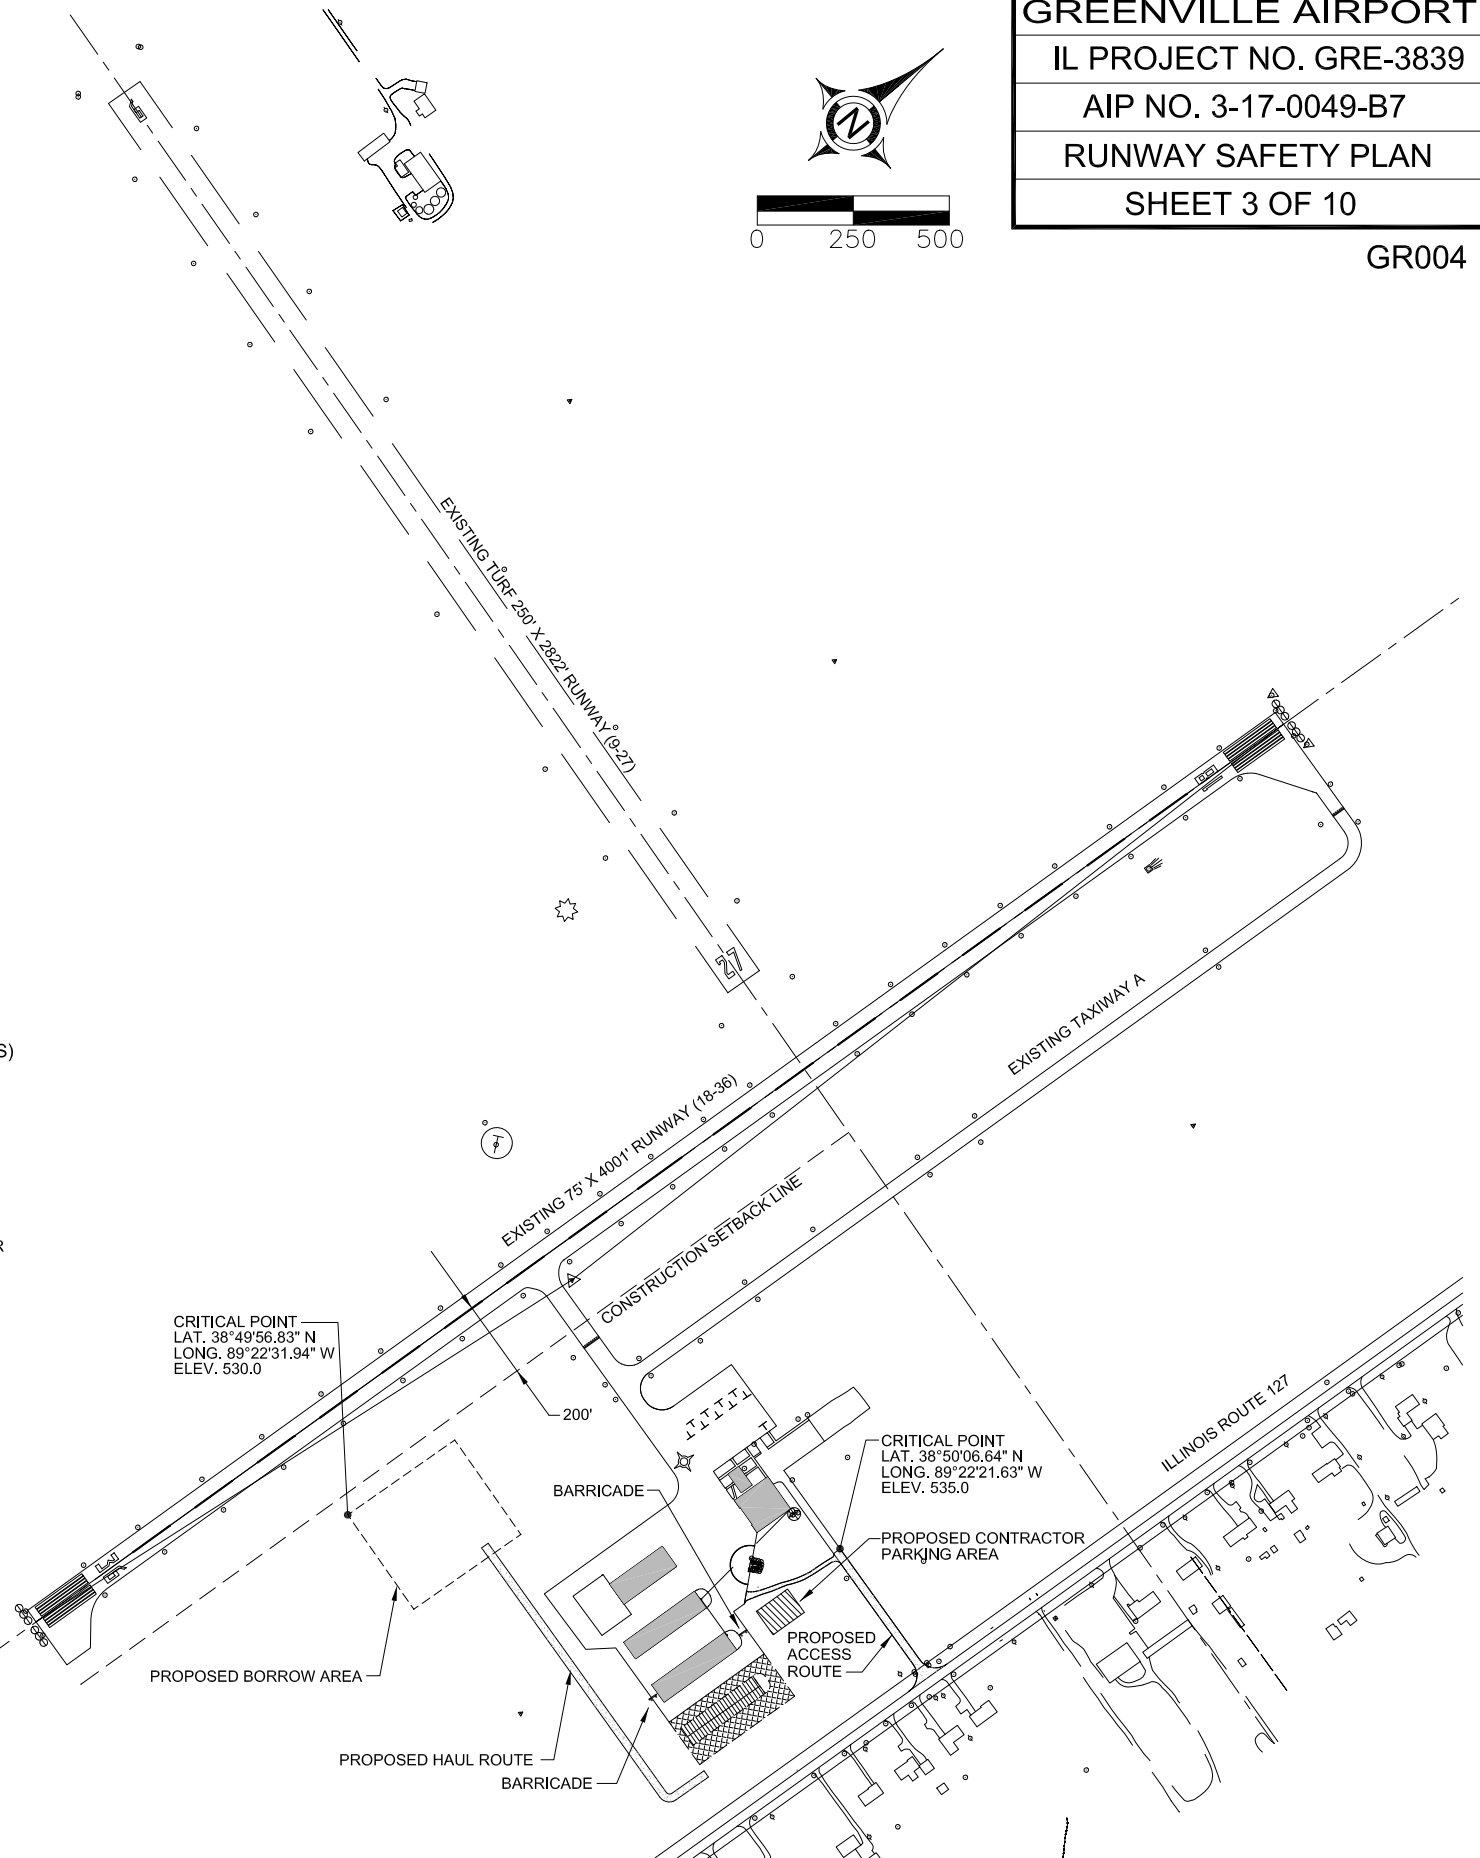 GREENVILLE AIRPORT
IL PROJECT NO. GRE-3839
AIP NO. 3-17-0049-B7
RUNWAY SAFETY PLAN
SHEET 3 OF 10
GR004
N
0 250 500
EXISTING TURF 250' X 2822' RUNWAY (9-27)
27
EXISTING TAXIWAY A
EXISTING 75' X 4001' RUNWAY (18-36)
CONSTRUCTION SETBACK LINE
S)
R
CRITICAL POINT
LAT. 38°49'56.83" N
LONG. 89°22'31.94" W
ELEV. 530.0
200'
ILLINOIS ROUTE 127
CRITICAL POINT
LAT. 38°50'06.64" N
LONG. 89°22'21.63" W
ELEV. 535.0
BARRICADE
PROPOSED CONTRACTOR
PARKING AREA
PROPOSED
ACCESS
ROUTE
PROPOSED BORROW AREA
PROPOSED HAUL ROUTE
BARRICADE